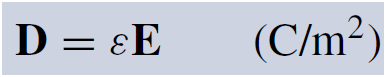 D = εE (C/m²)